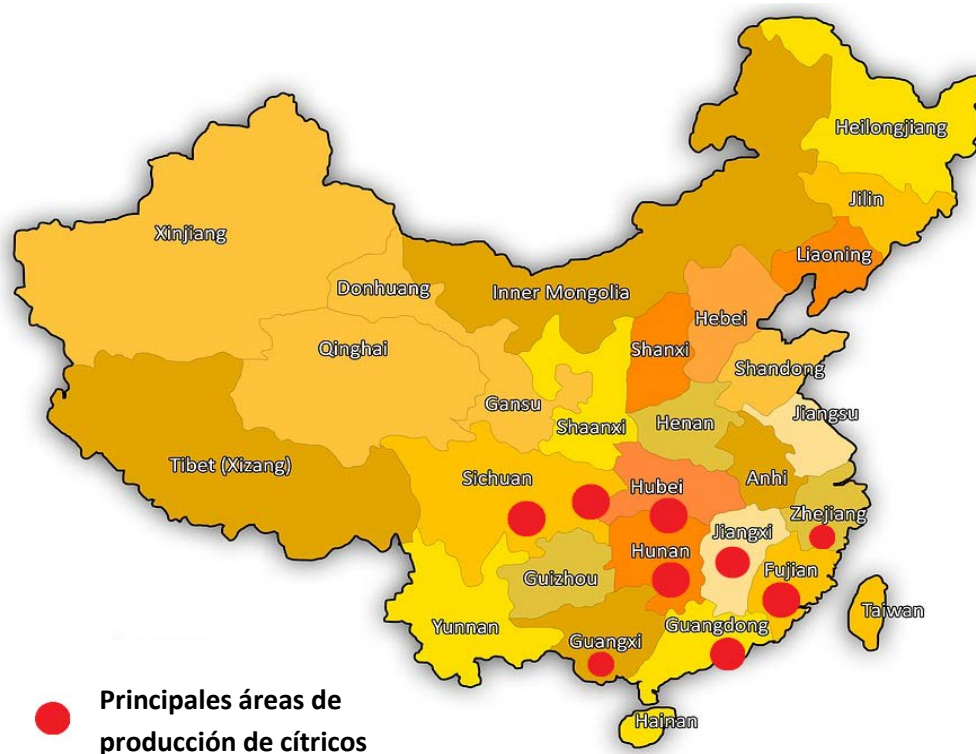 Heilongjiang
Jilin
Liaoning
Xinjiang
Donhuang
Inner Mongolia
Hebei
Qinghai
Shanxi
Shandong
Gansu
Jiangsu
Henan
Shaanxi
Tibet (Xizang)
Sichuan
Anhi
Hubei
Zhejiang
Jiangxi
Hunan
Fujian
Guizhou
Taiwan
Yunnan
Guangdong
Guangxi
Hainan
Principales áreas de
producción de cítricos